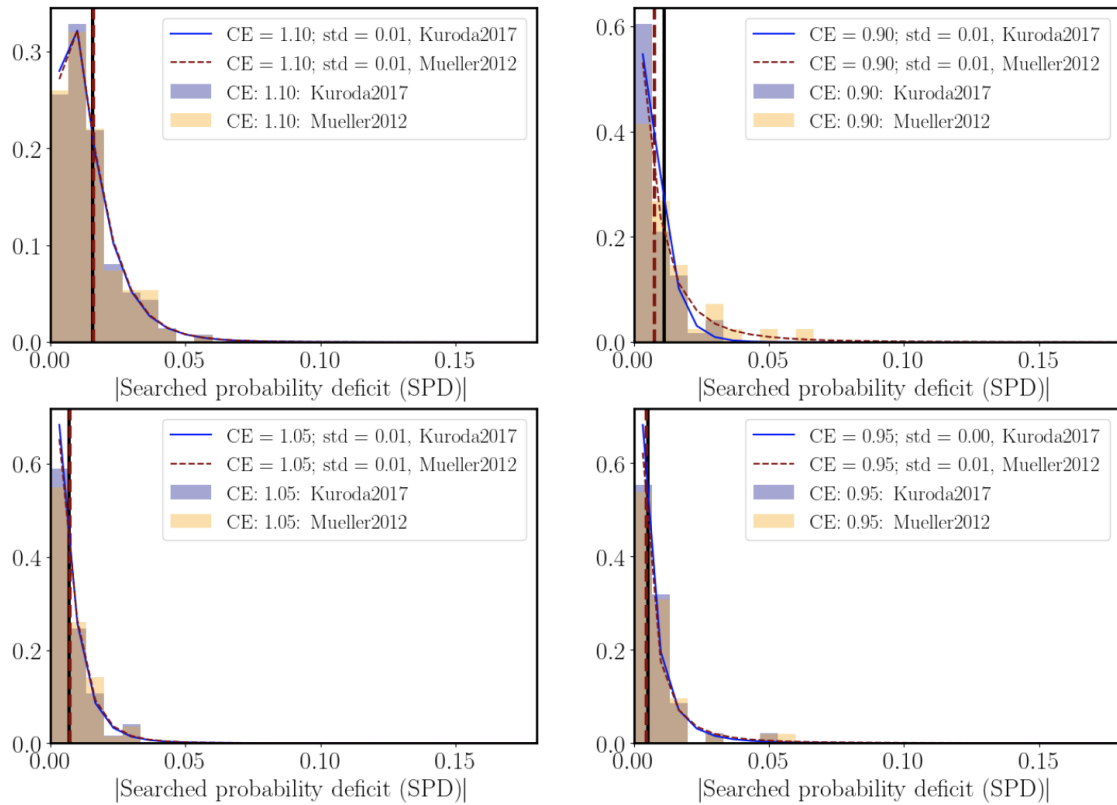 CE = 1.10; std = 0.01, Kuroda2017
CE = 1.10; std = 0.01, Mueller2012
CE: 1.10: Kuroda2017
CE: 1.10: Mueller2012
0.3
0.2
0.1
0.0
0.00 0.05 0.10 0.15
|Searched probability deficit (SPD)|
CE = 0.90; std = 0.01, Kuroda2017
CE = 0.90; std = 0.01, Mueller2012
CE: 0.90: Kuroda2017
CE: 0.90: Mueller2012
0.6
0.4
0.2
0.0
0.00 0.05 0.10 0.15
|Searched probability deficit (SPD)|
CE = 1.05; std = 0.01, Kuroda2017
CE = 1.05; std = 0.01, Mueller2012
CE: 1.05: Kuroda2017
CE: 1.05: Mueller2012
0.6
0.4
0.2
0.0
0.00 0.05 0.10 0.15
|Searched probability deficit (SPD)|
CE = 0.95; std = 0.00, Kuroda2017
CE = 0.95; std = 0.01, Mueller2012
CE: 0.95: Kuroda2017
CE: 0.95: Mueller2012
0.6
0.4
0.2
0.0
0.00 0.05 0.10 0.15
|Searched probability deficit (SPD)|